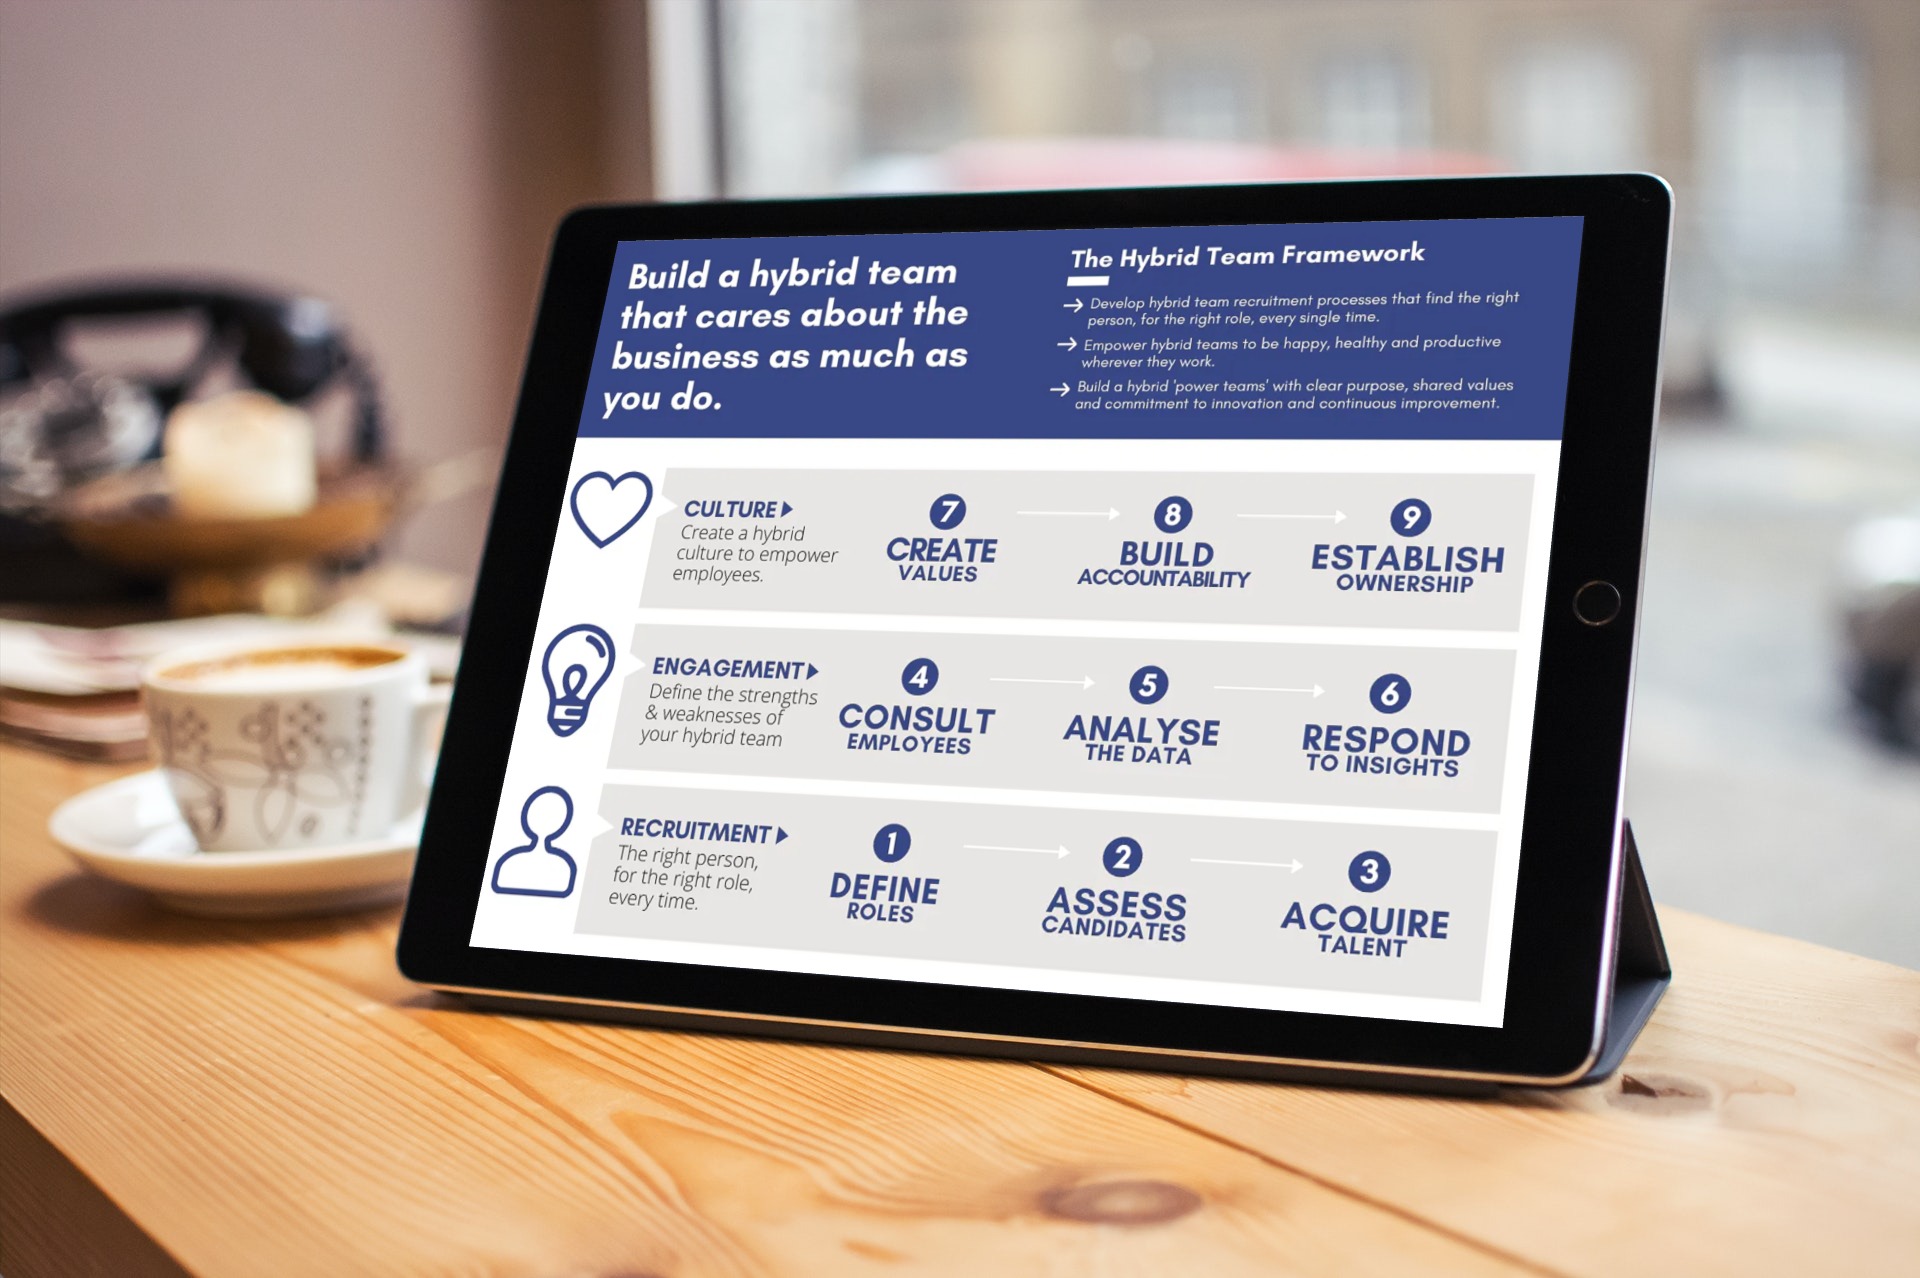 Build a hybrid team
that cares about the
business as much as
you do.
The Hybrid Team Framework
→ Develop hybrid team recruitment processes that find the right
person, for the right role, every single time.
→ Empower hybrid teams to be happy, healthy and productive
wherever they work.
→ Build a hybrid 'power teams' with clear purpose, shared values
and commitment to innovation and continuous improvement.
CULTURE
Create a hybrid
culture to empower
employees.
7
CREATE
VALUES
8
BUILD
ACCOUNTABILITY
9
ESTABLISH
OWNERSHIP
ENGAGEMENT
Define the strengths
& weaknesses of
your hybrid team
4
CONSULT
EMPLOYEES
5
ANALYSE
THE DATA
6
RESPOND
TO INSIGHTS
RECRUITMENT
The right person,
for the right role,
every time.
1
DEFINE
ROLES
2
ASSESS
CANDIDATES
3
ACQUIRE
TALENT